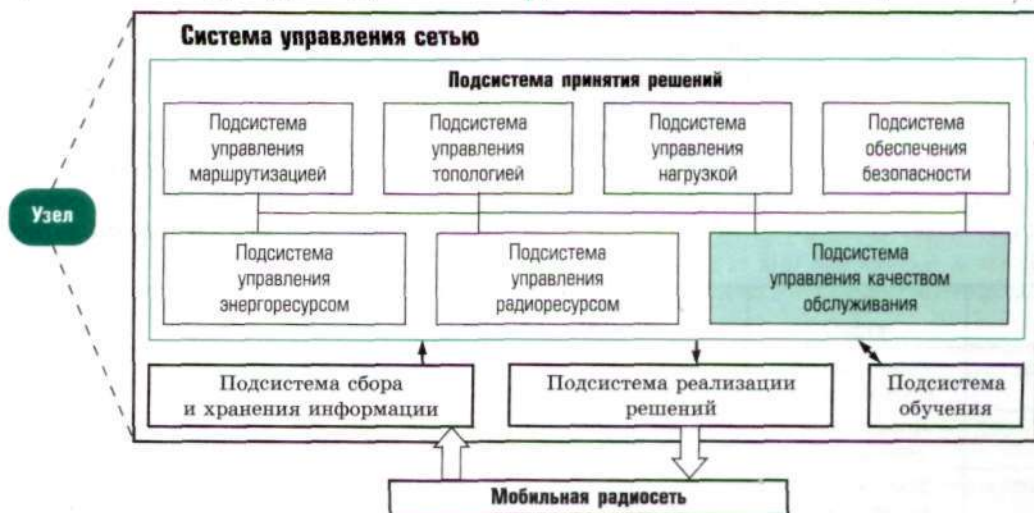 Система управления сетью
Подсистема принятия решений
Подсистема
управления
маршрутизацией
Подсистема
управления
топологией
Подсистема
управления
нагрузкой
Подсистема
обеспечения
безопасности
Узел
Подсистема
управления
энергоресурсом
Подсистема
управления
радиоресурсом
Подсистема
управления качеством
обслуживания
Подсистема сбора
и хранения информации
Подсистема реализации
решений
Подсистема
обучения
Мобильная радиосеть